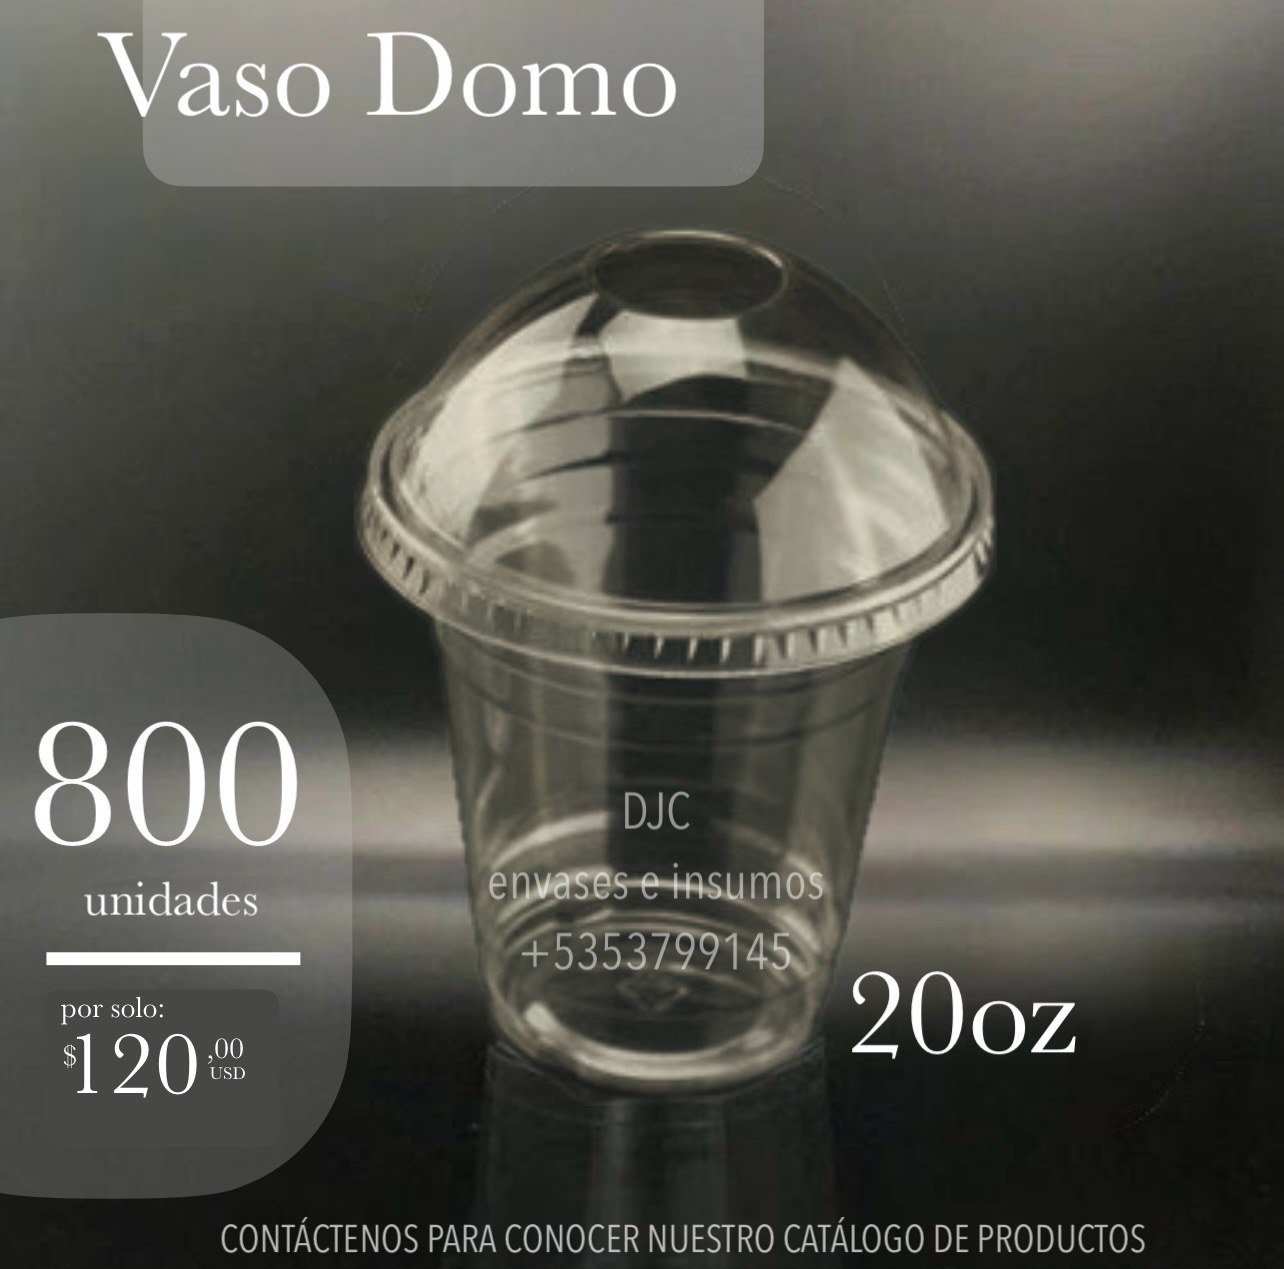 Vaso Domo
800
unidades
por solo:
$120,00
USD
DJC
envases e insumos
+5353799145
20oz
CONTÁCTENOS PARA CONOCER NUESTRO CATÁLOGO DE PRODUCTOS